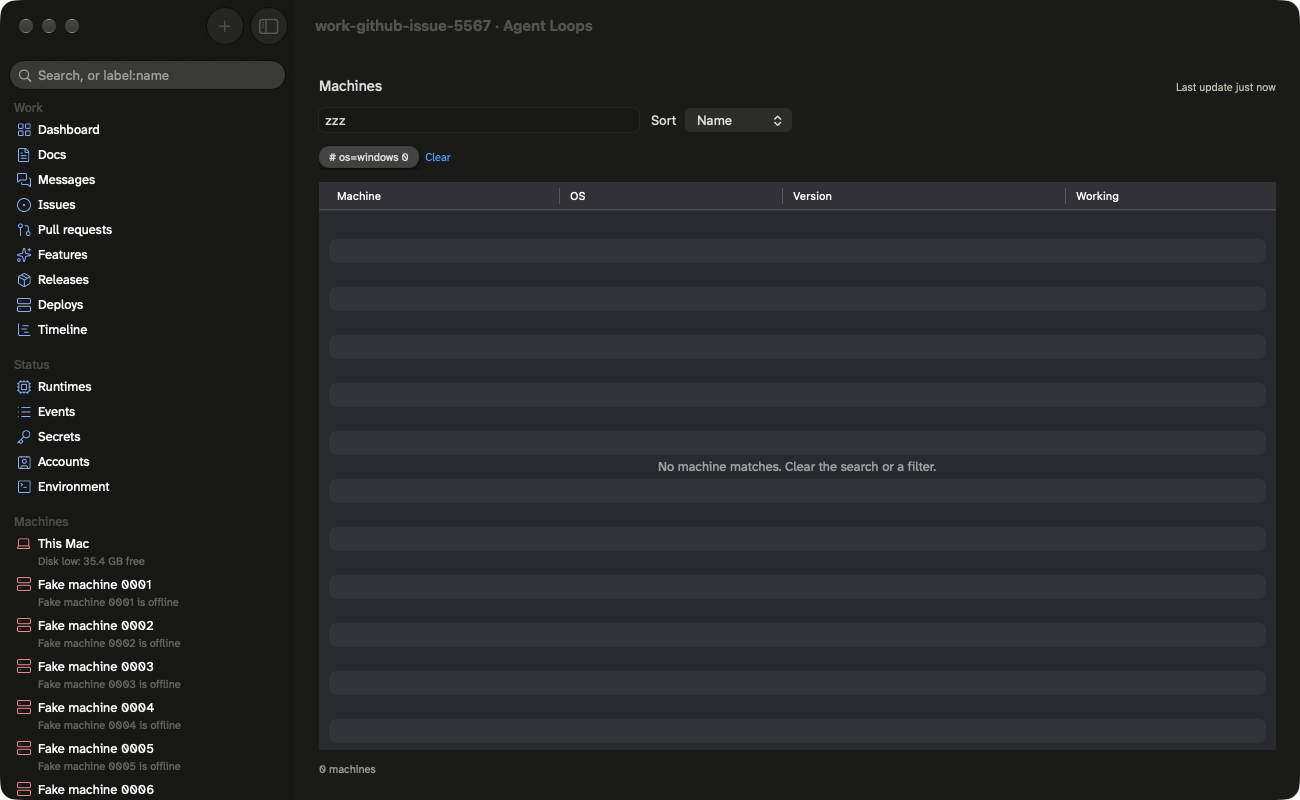 work-github-issue-5567 · Agent Loops
Search, or label:name
Work
Dashboard
Docs
Messages
Issues
Pull requests
Features
Releases
Deploys
Timeline
Status
Runtimes
Events
Secrets
Accounts
Environment
Machines
This Mac
Disk low: 35.4 GB free
Fake machine 0001
Fake machine 0001 is offline
Fake machine 0002
Fake machine 0002 is offline
Fake machine 0003
Fake machine 0003 is offline
Fake machine 0004
Fake machine 0004 is offline
Fake machine 0005
Fake machine 0005 is offline
Fake machine 0006
Machines
Last update just now
zzz
Sort
Name
# os=windows 0
Clear
Machine OS Version Working
No machine matches. Clear the search or a filter.
0 machines